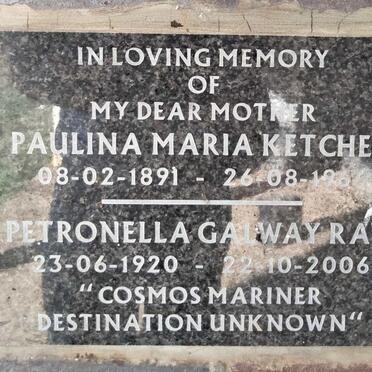 IN LOVING MEMORY
OF
MY DEAR MOTHER
PAULINA MARIA KETCHE
08-02-1891 - 26-08-19
PETRONELLA GALWAY RA
23-06-1920 - 22-10-2006
"COSMOS MARINER
DESTINATION UNKNOWN"